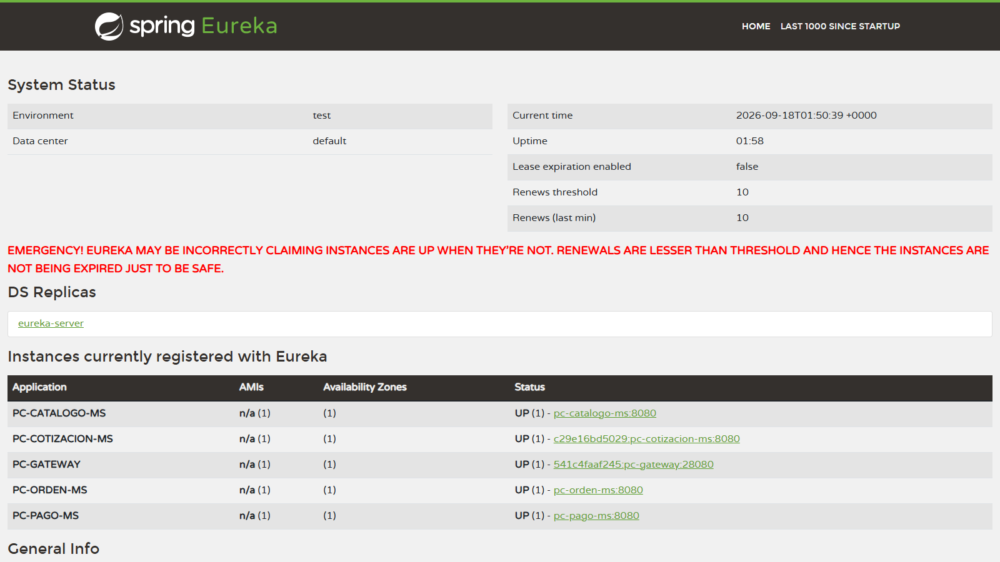 spring Eureka
HOME LAST 1000 SINCE STARTUP
System Status
Environment test
Data center default
Current time 2026-09-18T01:50:39 +0000
Uptime 01:58
Lease expiration enabled false
Renews threshold 10
Renews (last min) 10
EMERGENCY! EUREKA MAY BE INCORRECTLY CLAIMING INSTANCES ARE UP WHEN THEY'RE NOT. RENEWALS ARE LESSER THAN THRESHOLD AND HENCE THE INSTANCES ARE
NOT BEING EXPIRED JUST TO BE SAFE.
DS Replicas
eureka-server
Instances currently registered with Eureka
Application AMIs Availability Zones Status
PC-CATALOGO-MS n/a (1) (1) UP (1) - pc-catalogo-ms:8080
PC-COTIZACION-MS n/a (1) (1) UP (1) - c29e16bd5029:pc-cotizacion-ms:8080
PC-GATEWAY n/a (1) (1) UP (1) - 541c4faaf245:pc-gateway:28080
PC-ORDEN-MS n/a (1) (1) UP (1) - pc-orden-ms:8080
PC-PAGO-MS n/a (1) (1) UP (1) - pc-pago-ms:8080
General Info